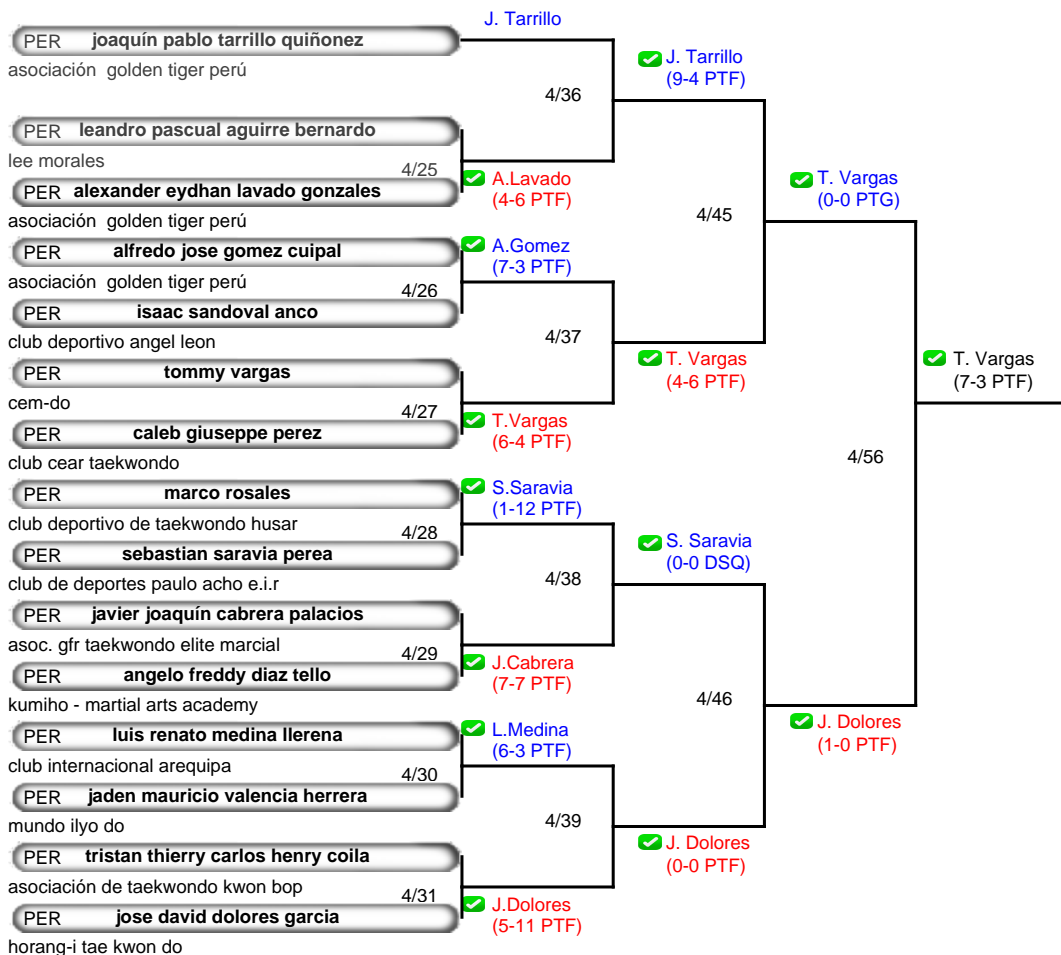 J. Tarrillo
PER joaquín pablo tarrillo quiñonez
asociación golden tiger perú
J. Tarrillo
(9-4 PTF)
4/36
PER leandro pascual aguirre bernardo
lee morales
4/25
PER alexander eydhan lavado gonzales
asociación golden tiger perú
A.Lavado
(4-6 PTF)
T. Vargas
(0-0 PTG)
4/45
PER alfredo jose gomez cuipal
asociación golden tiger perú
A.Gomez
(7-3 PTF)
4/26
PER isaac sandoval anco
club deportivo angel leon
4/37
T. Vargas
(4-6 PTF)
T. Vargas
(7-3 PTF)
PER tommy vargas
cem-do
4/27
PER caleb giuseppe perez
club cear taekwondo
T.Vargas
(6-4 PTF)
4/56
PER marco rosales
club deportivo de taekwondo husar
S.Saravia
(1-12 PTF)
4/28
PER sebastian saravia perea
club de deportes paulo acho e.i.r
S. Saravia
(0-0 DSQ)
4/38
PER javier joaquín cabrera palacios
asoc. gfr taekwondo elite marcial
4/29
PER angelo freddy diaz tello
kumiho - martial arts academy
J.Cabrera
(7-7 PTF)
4/46
PER luis renato medina llerena
club internacional arequipa
L.Medina
(6-3 PTF)
J. Dolores
(1-0 PTF)
4/30
PER jaden mauricio valencia herrera
mundo ilyo do
4/39
J. Dolores
(0-0 PTF)
PER tristan thierry carlos henry coila
asociación de taekwondo kwon bop
4/31
PER jose david dolores garcia
horang-i tae kwon do
J.Dolores
(5-11 PTF)